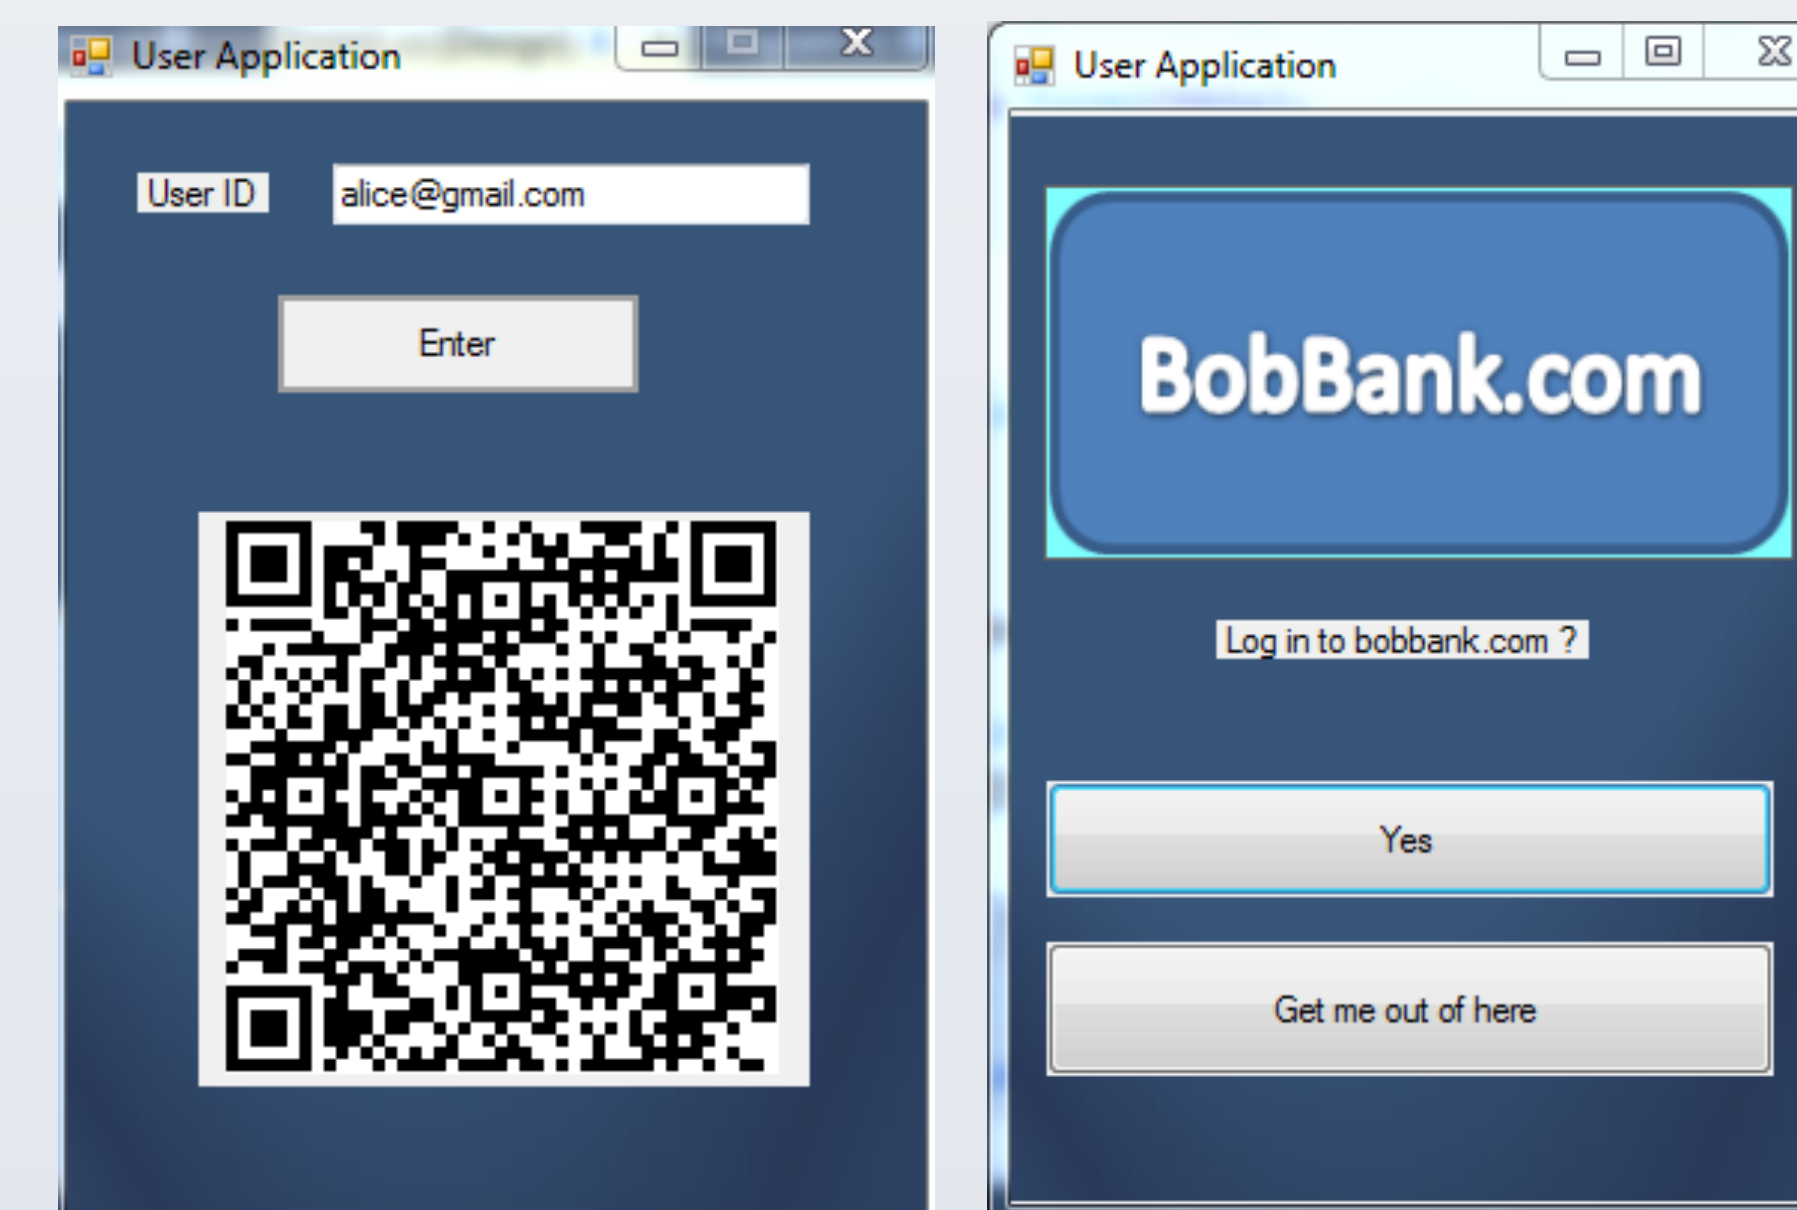 User Application
User ID
alice@gmail.com
Enter
User Application
BobBank.com
Log in to bobbank.com ?
Yes
Get me out of here